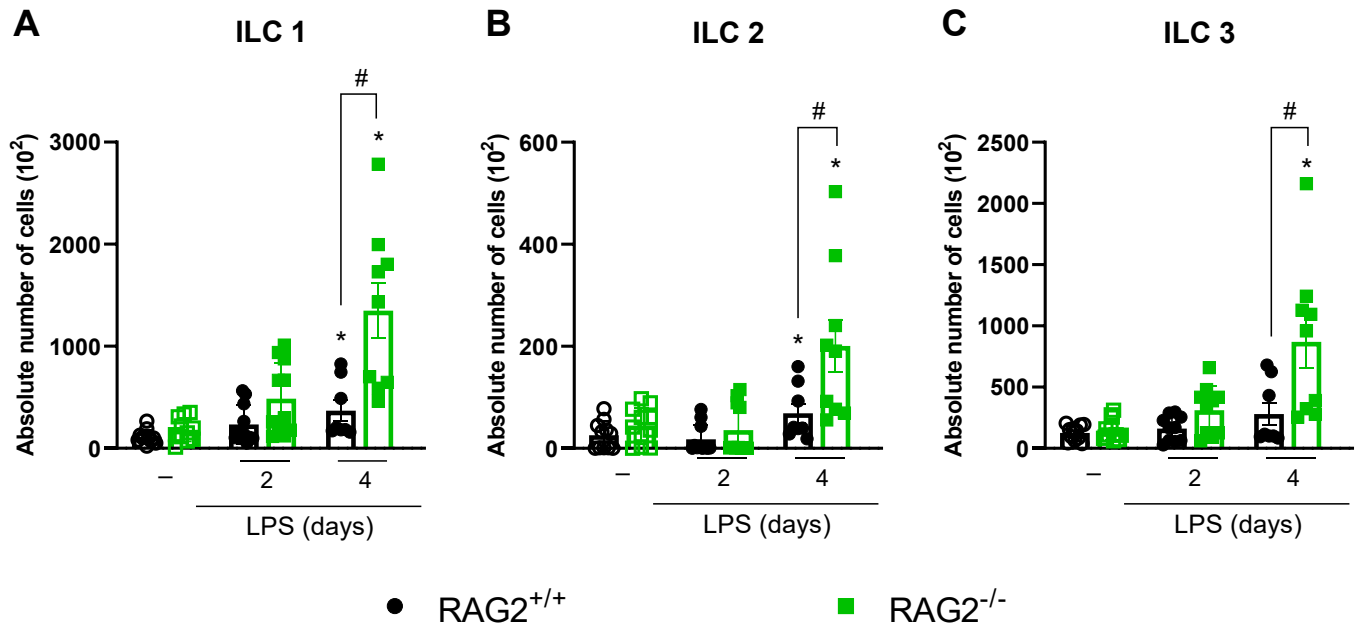 A
ILC 1
Absolute number of cells (10²)
3000
2000
1000
0
#
*
*
–
2
4
LPS (days)
B
ILC 2
Absolute number of cells (10²)
600
400
200
0
#
*
*
–
2
4
LPS (days)
C
ILC 3
Absolute number of cells (10²)
2500
2000
1500
1000
500
0
#
*
–
2
4
LPS (days)
RAG2⁺/⁺
RAG2⁻/⁻